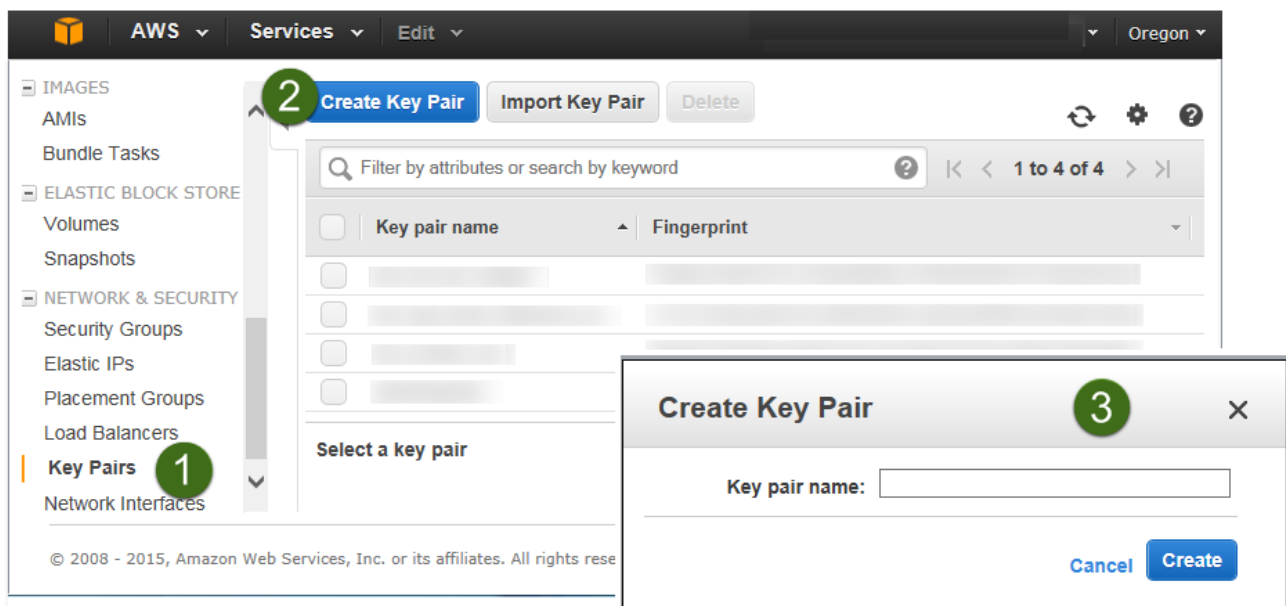 AWS Services Edit Oregon
IMAGES
AMIs
Bundle Tasks
ELASTIC BLOCK STORE
Volumes
Snapshots
NETWORK & SECURITY
Security Groups
Elastic IPs
Placement Groups
Load Balancers
Key Pairs 1
Network Interfaces
2 Create Key Pair Import Key Pair Delete
Filter by attributes or search by keyword 1 to 4 of 4
Key pair name Fingerprint
Select a key pair
Create Key Pair 3
Key pair name:
Cancel Create
© 2008 - 2015, Amazon Web Services, Inc. or its affiliates. All rights rese